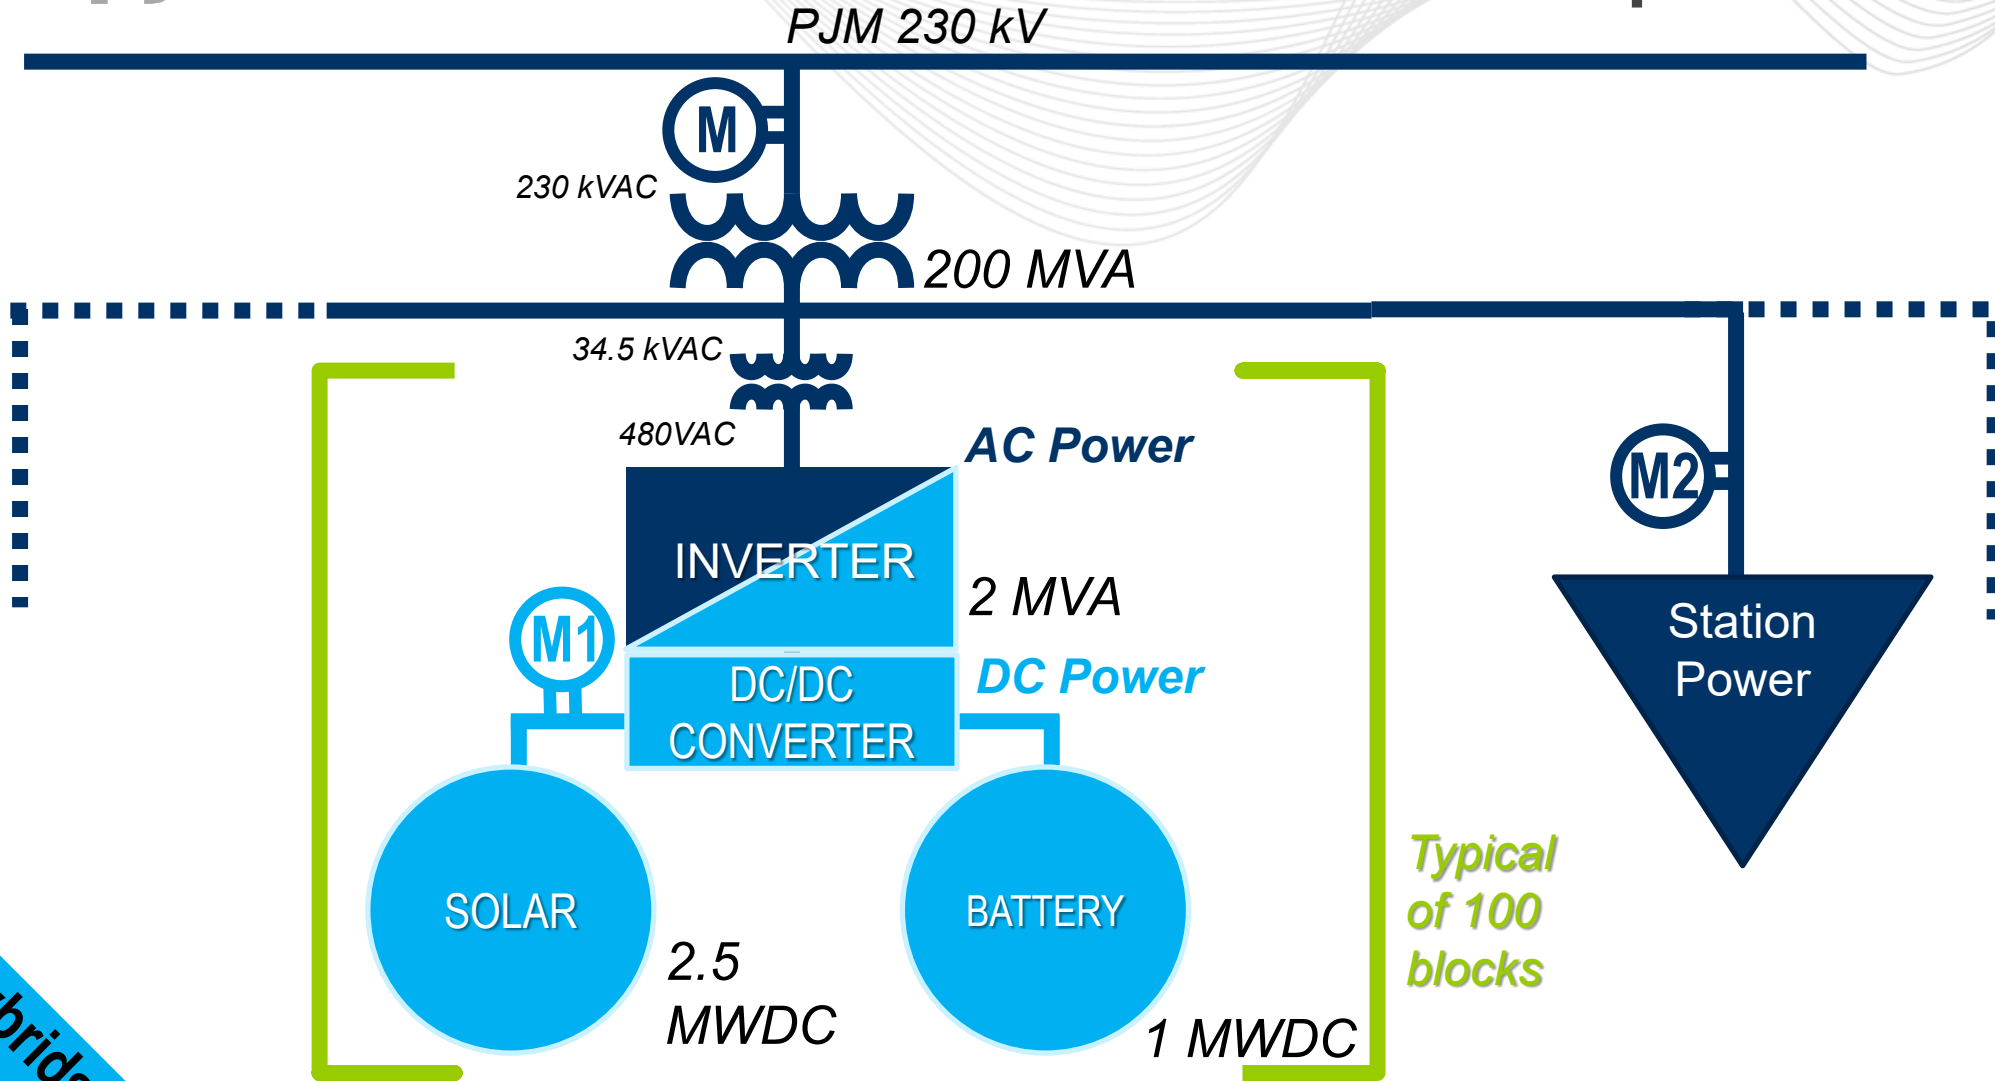 PJM 230 kV
M
230 kVAC
200 MVA
34.5 kVAC
480VAC
AC Power
M2
INVERTER
2 MVA
Station
Power
M1
DC/DC
CONVERTER
DC Power
SOLAR
BATTERY
Typical
of 100
blocks
2.5
MWDC
1 MWDC